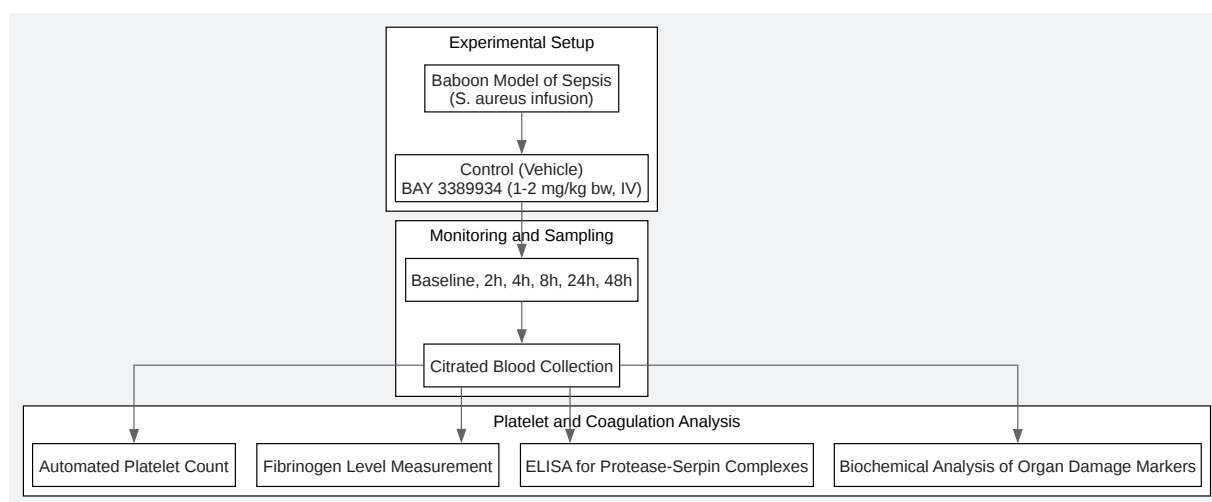 Experimental Setup
Baboon Model of Sepsis
(S. aureus infusion)
Control (Vehicle)
BAY 3389934 (1-2 mg/kg bw, IV)
Monitoring and Sampling
Baseline, 2h, 4h, 8h, 24h, 48h
Citrated Blood Collection
Platelet and Coagulation Analysis
Automated Platelet Count
Fibrinogen Level Measurement
ELISA for Protease-Serpin Complexes
Biochemical Analysis of Organ Damage Markers